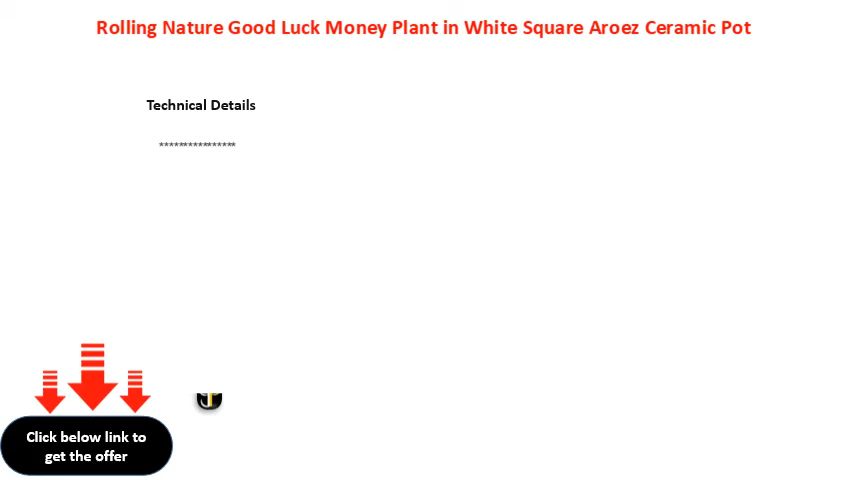 Rolling Nature Good Luck Money Plant in White Square Aroez Ceramic Pot
Technical Details
****************
Click below link to
get the offer